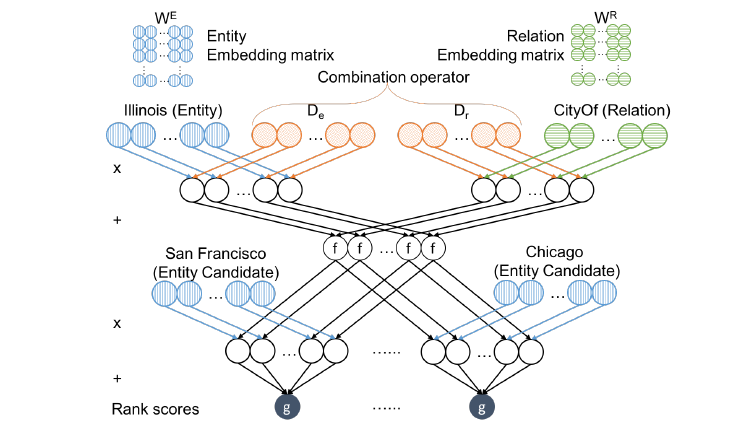 W^E
W^R
Entity
Embedding matrix
Relation
Embedding matrix
Combination operator
Illinois (Entity)
D_e
D_r
CityOf (Relation)
... ... ... ...
x
... ...
+
f f ... f f
San Francisco
(Entity Candidate)
Chicago
(Entity Candidate)
... ...
x
... ...... ...
+
Rank scores
g ...... g